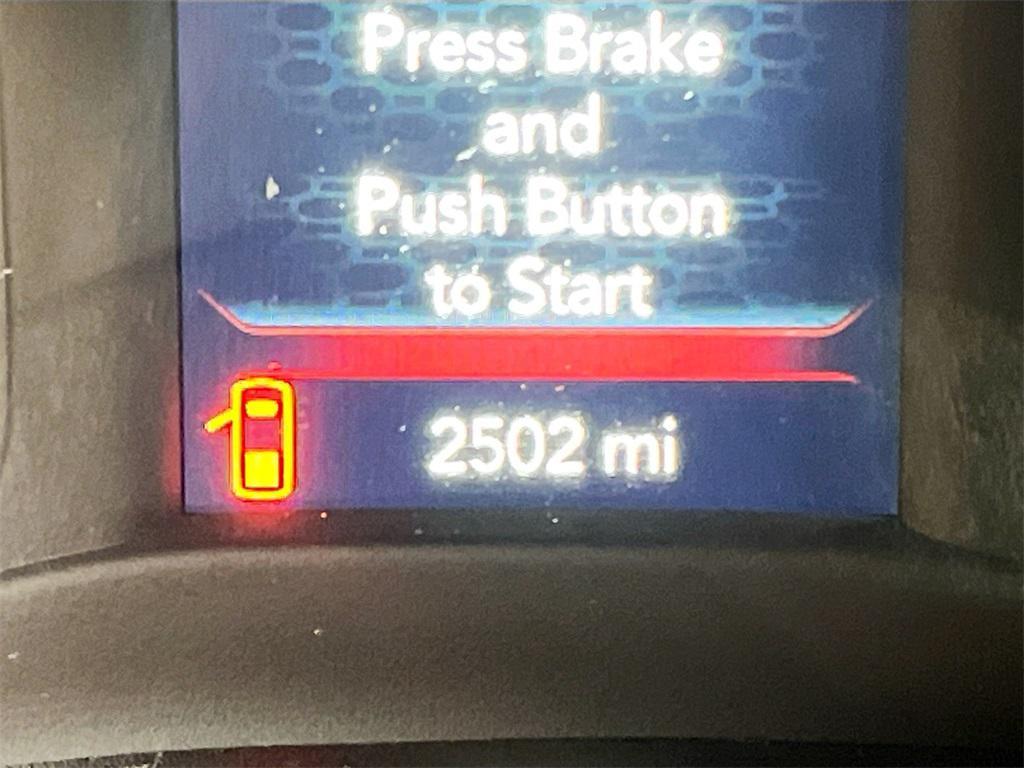 Press Brake
and
Push Button
to Start
2502 mi